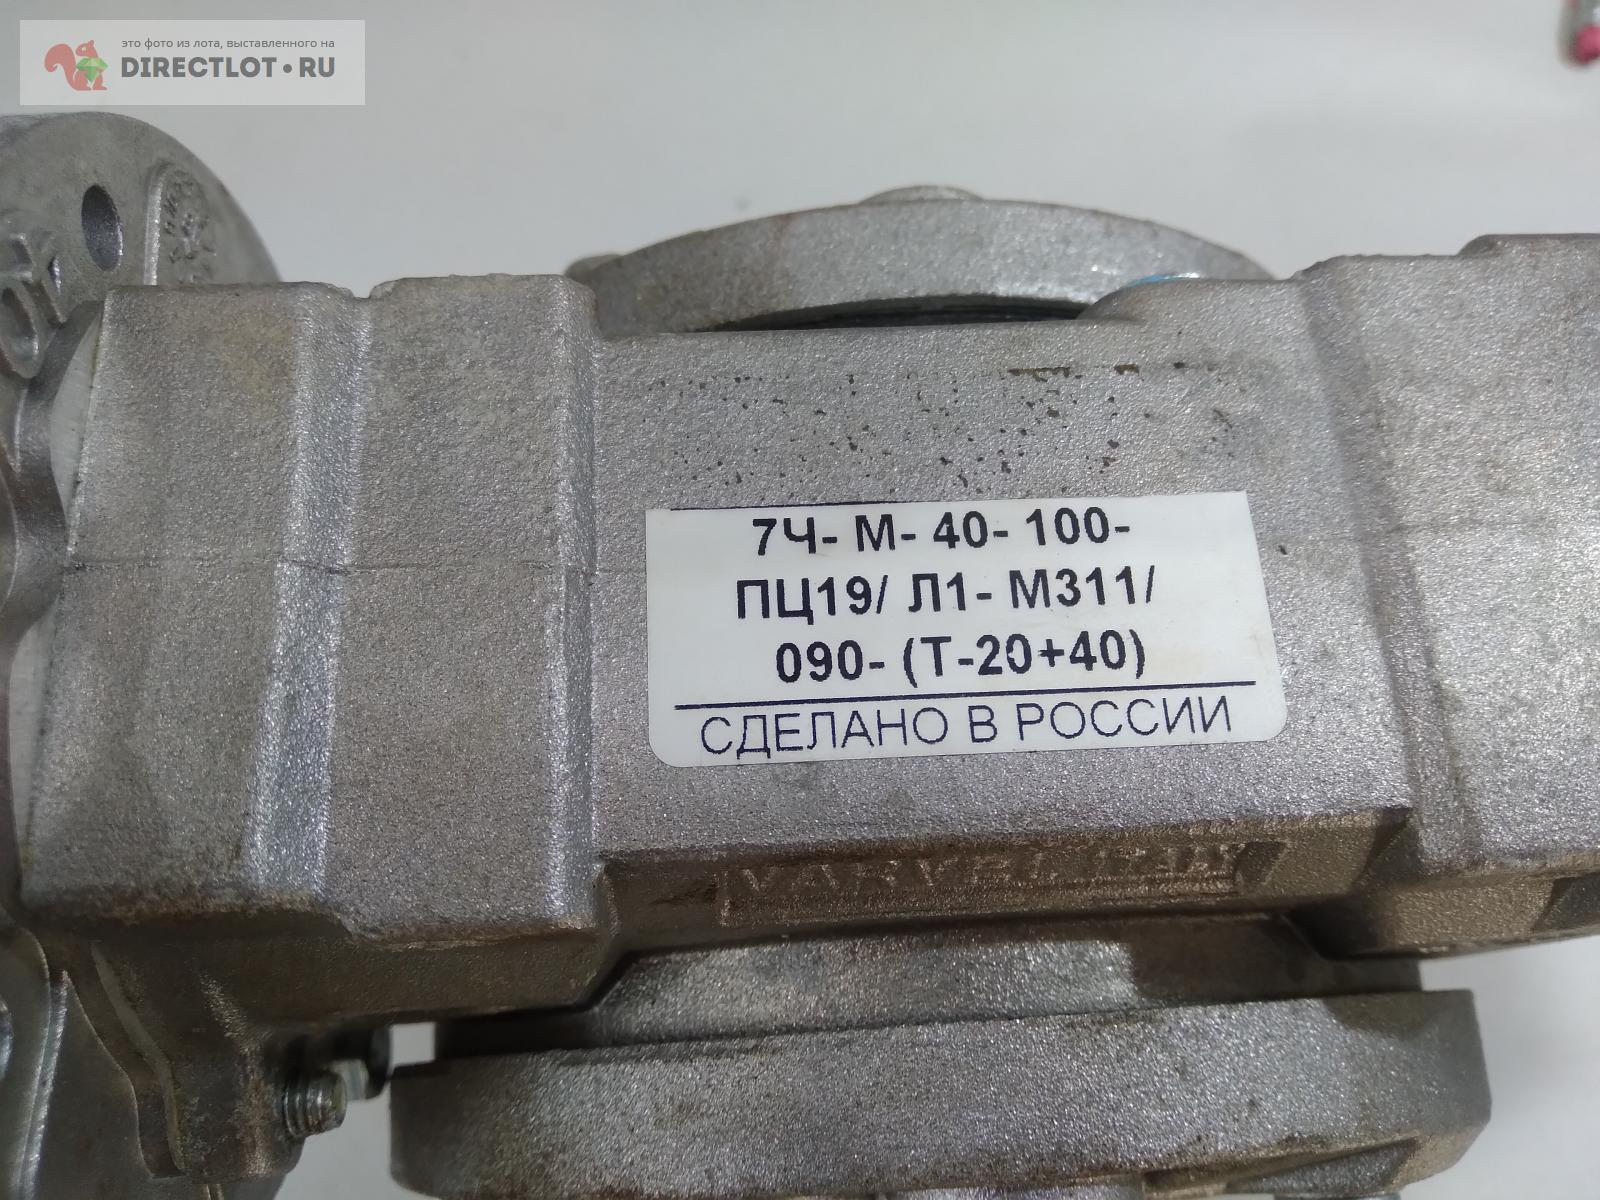 это фото из лота, выставленного на
DIRECTLOT•RU
7Ч- М- 40- 100-
ПЦ19/ Л1- М311/
090- (Т-20+40)
СДЕЛАНО В РОССИИ